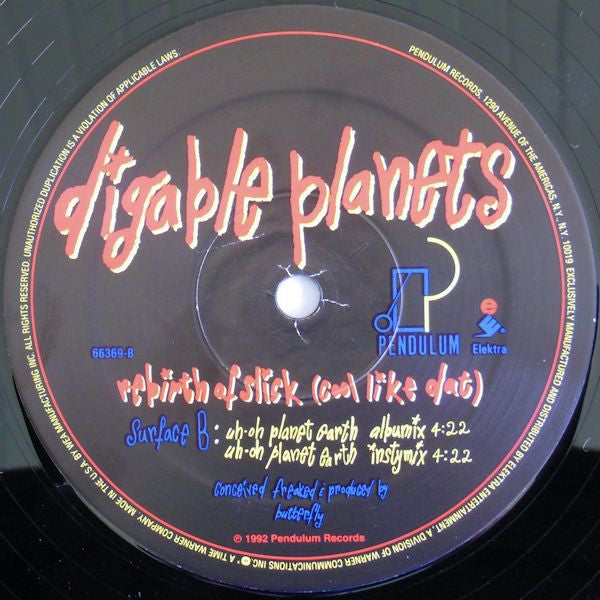 digable planets
PENDULUM
e
Elektra
66369-B
rebirth of slick (cool like dat)
surface B: uh-oh planet earth albumix 4:22
uh-oh planet earth instymix 4:22
conceived freaked & produced by
butterfly
℗ 1992 Pendulum Records
PENDULUM RECORDS, 1290 AVENUE OF THE AMERICAS, N.Y., N.Y. 10019 EXCLUSIVELY MANUFACTURED AND DISTRIBUTED BY ELEKTRA ENTERTAINMENT, A DIVISION OF WARNER COMMUNICATIONS INC. A TIME WARNER COMPANY. MADE IN THE U.S.A. BY WEA MANUFACTURING INC. ALL RIGHTS RESERVED. UNAUTHORIZED DUPLICATION IS A VIOLATION OF APPLICABLE LAWS.